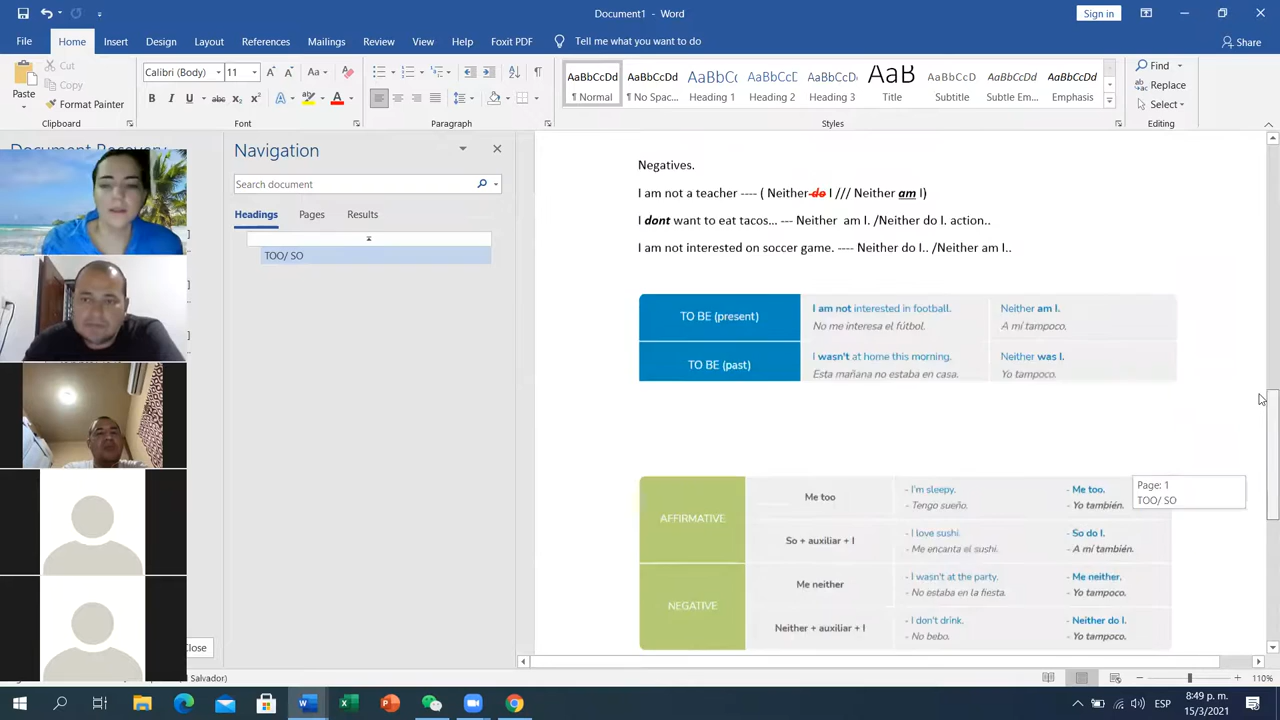 Document1 - Word
Sign in
File Home Insert Design Layout References Mailings Review View Help Foxit PDF Tell me what you want to do Share
Cut
Copy
Paste
Format Painter
Calibri (Body) 11
AaBbCcDd AaBbCcDd AaBbCc AaBbCcD AaBbCcD AaB AaBbCcD AaBbCcDd AaBbCcDd
¶ Normal ¶ No Spac... Heading 1 Heading 2 Heading 3 Title Subtitle Subtle Em... Emphasis
Find
Replace
Select
Clipboard Font Paragraph Styles Editing
Document Recovery
Navigation
Search document
Headings Pages Results
TOO/ SO
Close
Negatives.
I am not a teacher ---- ( Neither do I /// Neither am I)
I dont want to eat tacos... --- Neither am I. /Neither do I. action..
I am not interested on soccer game. ---- Neither do I.. /Neither am I..
TO BE (present) I am not interested in football. Neither am I.
No me interesa el fútbol. A mí tampoco.
TO BE (past) I wasn't at home this morning. Neither was I.
Esta mañana no estaba en casa. Yo tampoco.
AFFIRMATIVE Me too - I'm sleepy. - Me too.
- Tengo sueño. - Yo también.
So + auxiliar + I - I love sushi. - So do I.
- Me encanta el sushi. - A mí también.
NEGATIVE Me neither - I wasn't at the party. - Me neither.
- No estaba en la fiesta. - Yo tampoco.
Neither + auxiliar + I - I don't drink. - Neither do I.
- No bebo. - Yo tampoco.
Page: 1
TOO/ SO
Salvador)
110%
8:49 p. m.
ESP
15/3/2021